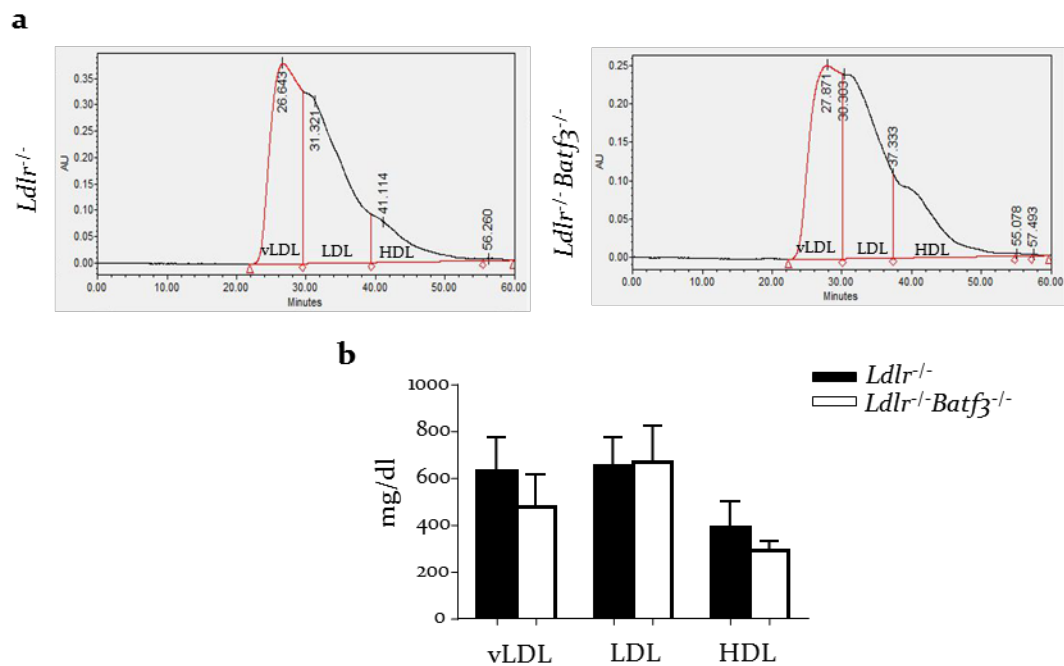 a
Ldlr-/-
AU
0.35
0.30
0.25
0.20
0.15
0.10
0.05
0.00
26.643
31.321
41.114
56.260
vLDL
LDL
HDL
0.00 10.00 20.00 30.00 40.00 50.00 60.00
Minutes
Ldlr-/-Batf3-/-
AU
0.25
0.20
0.15
0.10
0.05
0.00
27.871
30.303
37.333
55.078
57.493
vLDL
LDL
HDL
0.00 10.00 20.00 30.00 40.00 50.00 60.00
Minutes
b
Ldlr-/-
Ldlr-/-Batf3-/-
mg/dl
1000
800
600
400
200
0
vLDL LDL HDL